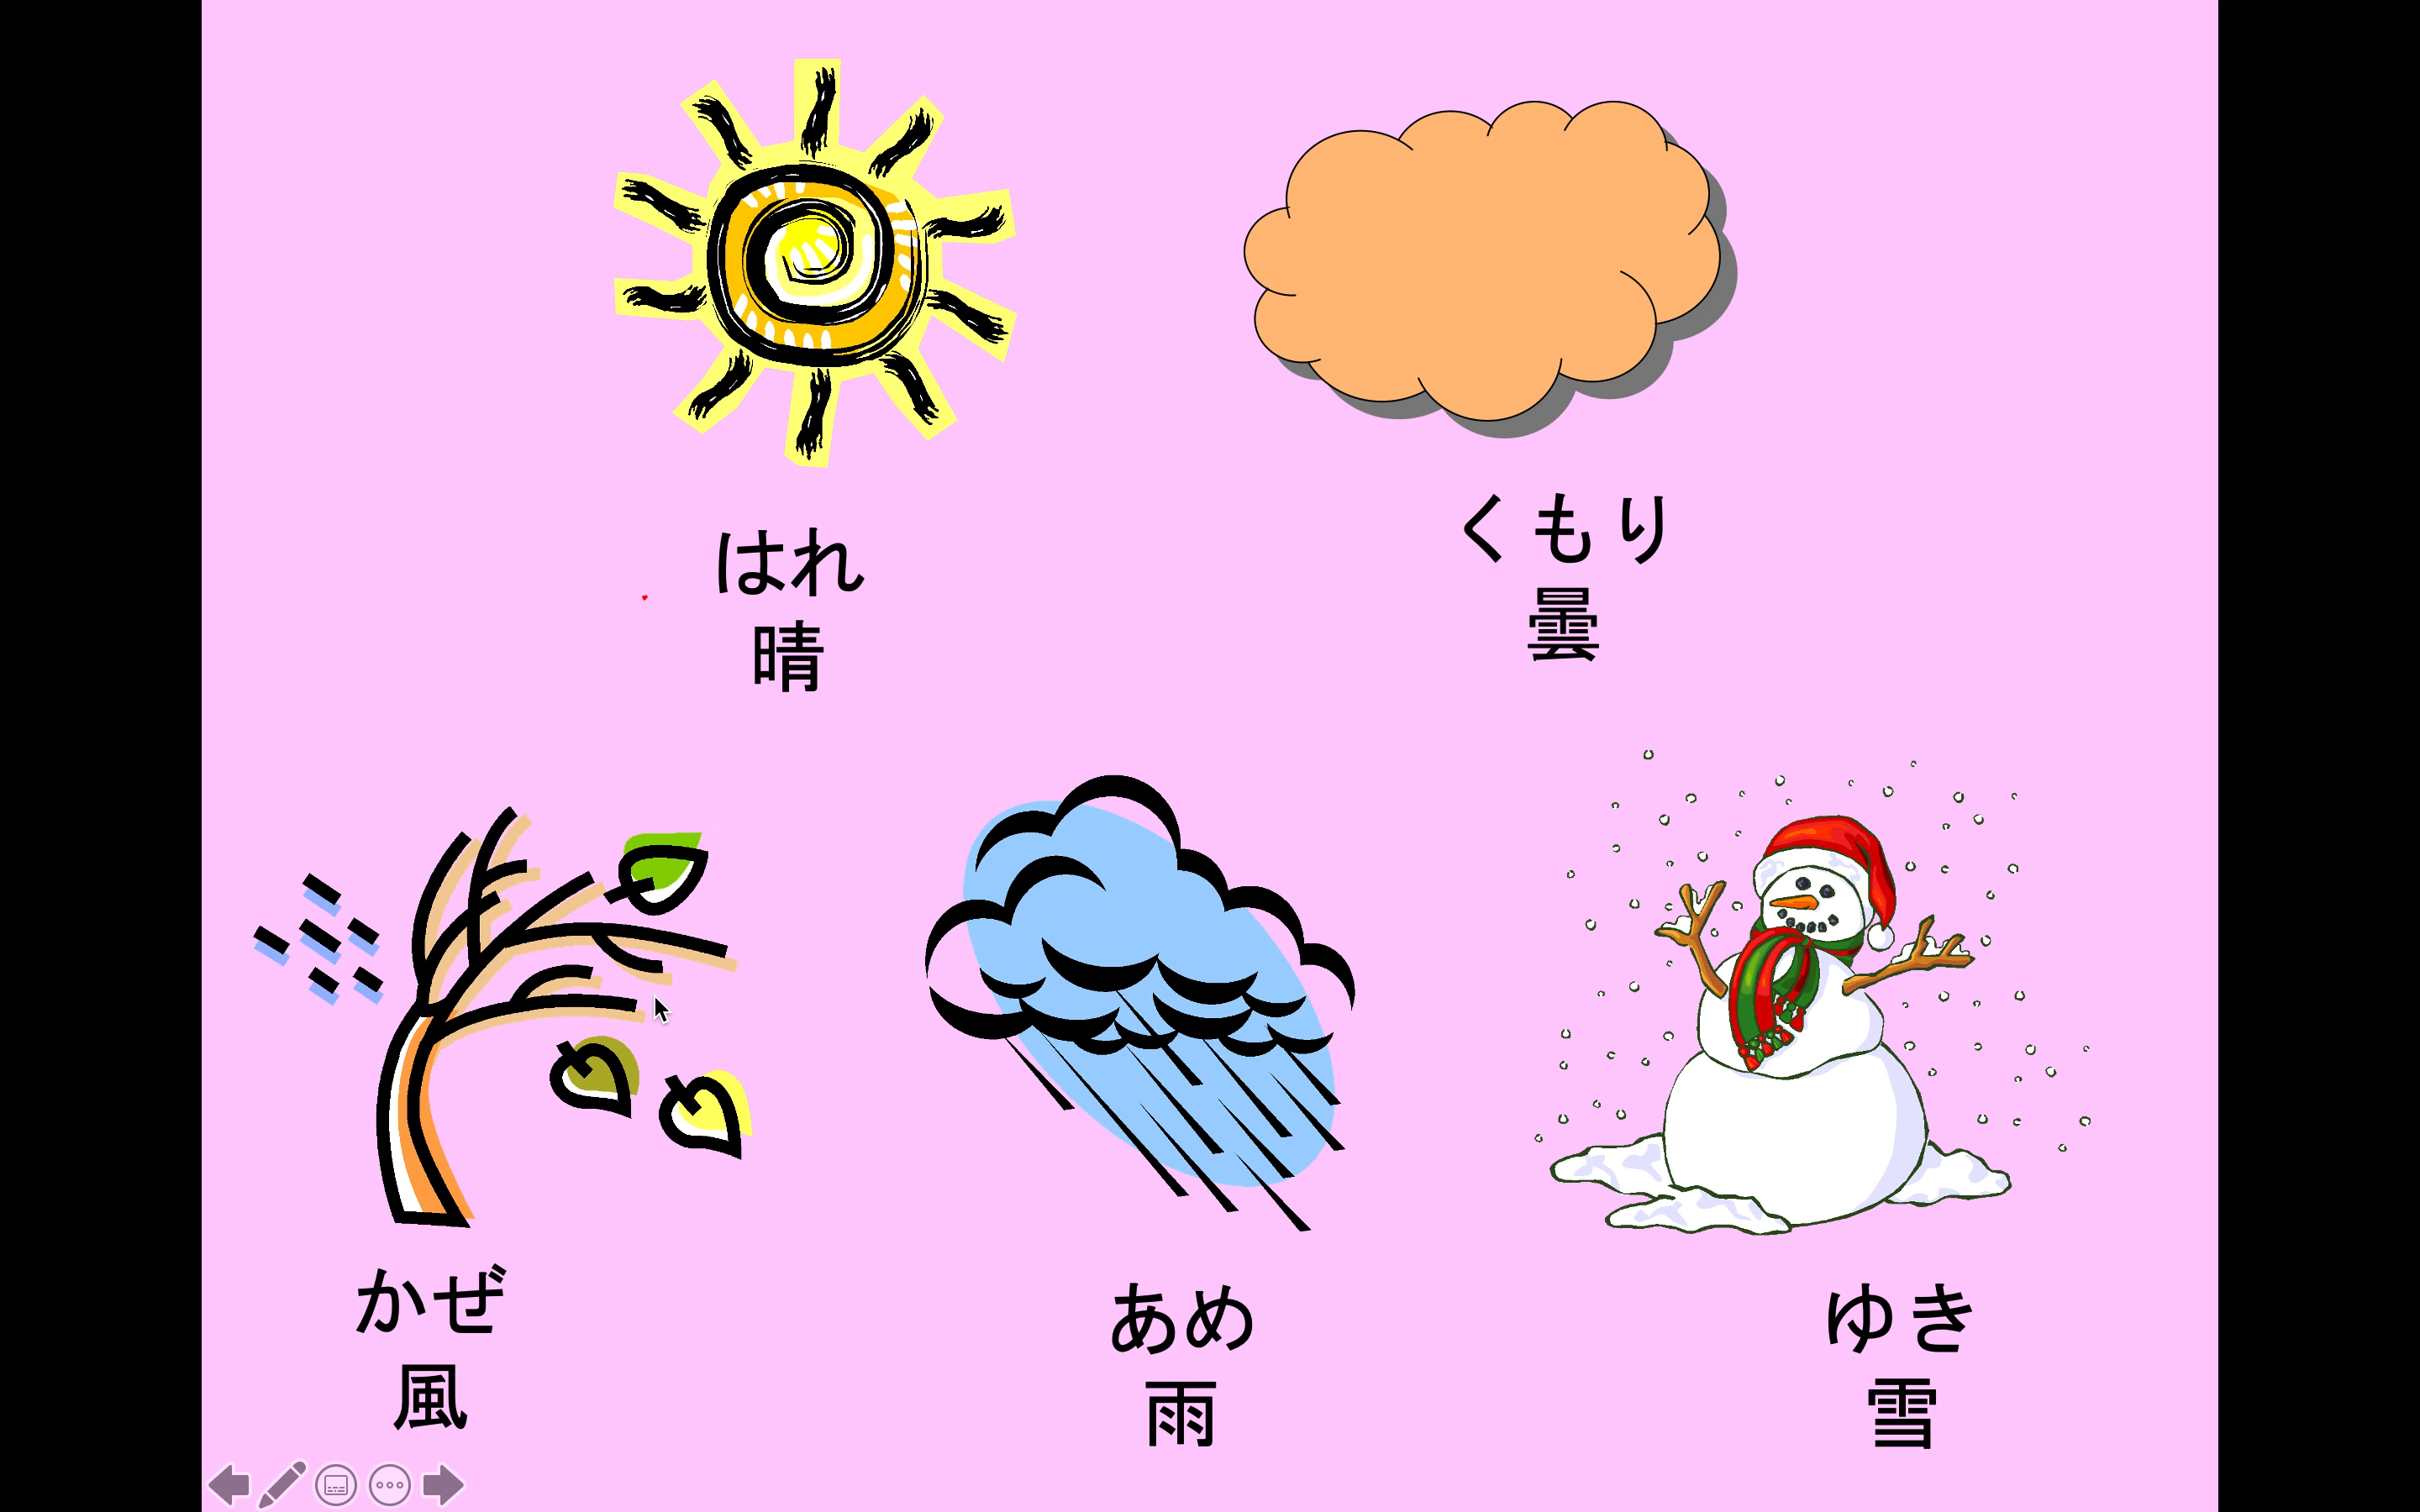 はれ
晴
くもり
曇
かぜ
風
あめ
雨
ゆき
雪